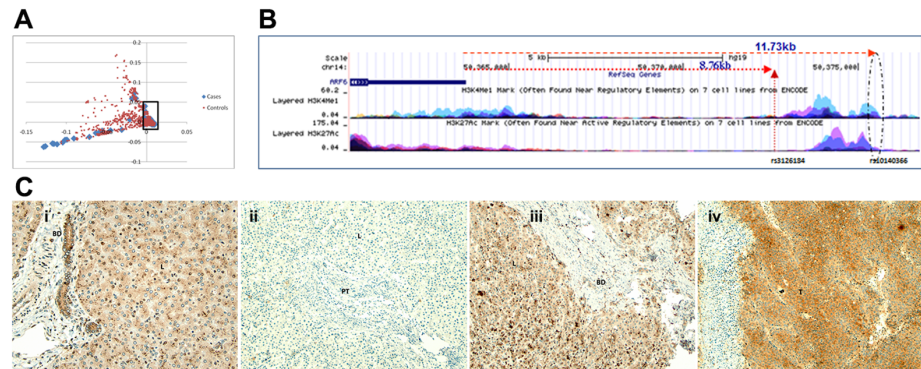 A
0.2
0.15
0.1
0.05
0
-0.15 -0.1 -0.05 0 0.05
-0.05
-0.1
Cases
Controls
B
11.73kb
Scale 5 kb hg19
chr14: 50,365,000 50,370,000 50,375,000
8.76kb
RefSeq Genes
ARF6
60.2 H3K4Me1 Mark (Often Found Near Regulatory Elements) on 7 cell lines from ENCODE
Layered H3K4Me1
0.04
175.04 H3K27Ac Mark (Often Found Near Active Regulatory Elements) on 7 cell lines from ENCODE
Layered H3K27Ac
0.04
rs3126184 rs10140366
C
i
BD
L
ii
L
PT
iii
L
BD
iv
T